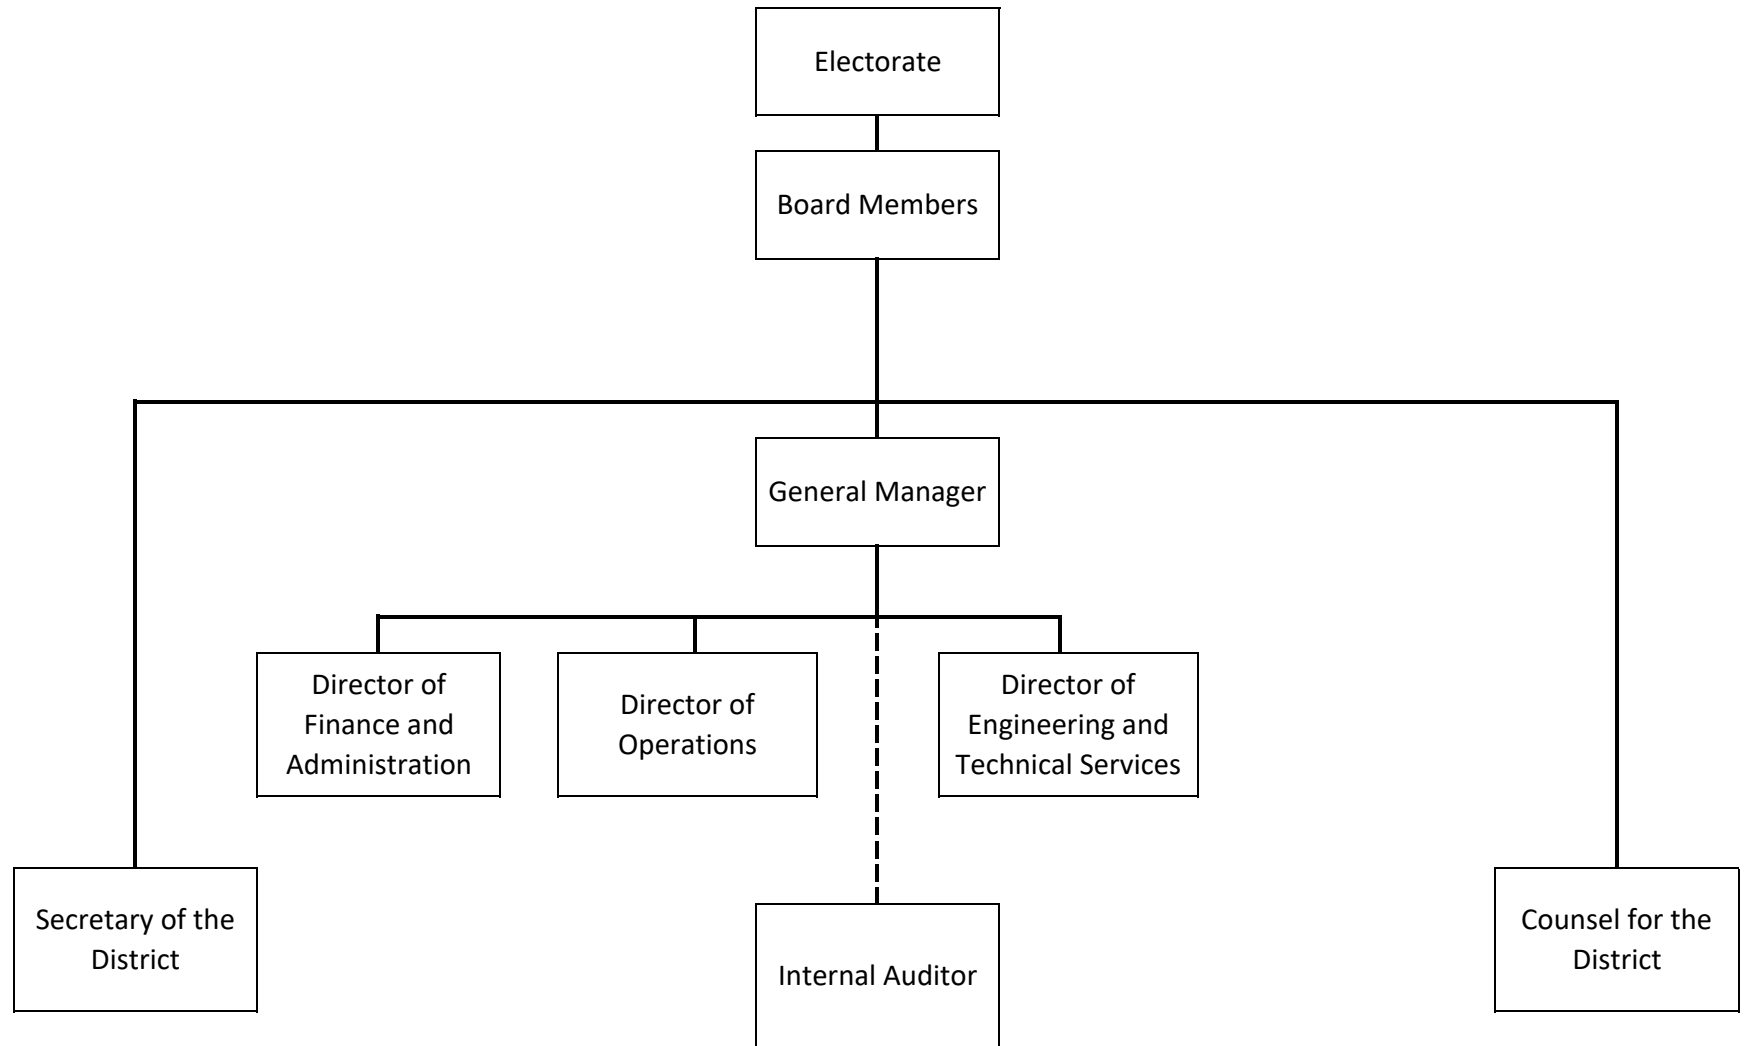 Electorate
Board Members
General Manager
Director of
Finance and
Administration
Director of
Operations
Director of
Engineering and
Technical Services
Secretary of the
District
Internal Auditor
Counsel for the
District